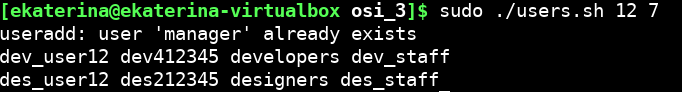 [ekaterina@ekaterina-virtualbox osi_3]$ sudo ./users.sh 12 7
useradd: user 'manager' already exists
dev_user12 dev412345 developers dev_staff
des_user12 des212345 designers des_staff